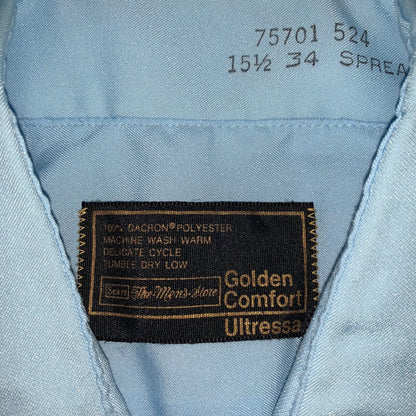 75701 524
15½ 34 SPREA
100% DACRON® POLYESTER
MACHINE WASH WARM
DELICATE CYCLE
TUMBLE DRY LOW
Sears The Men's Store
Golden
Comfort
Ultressa